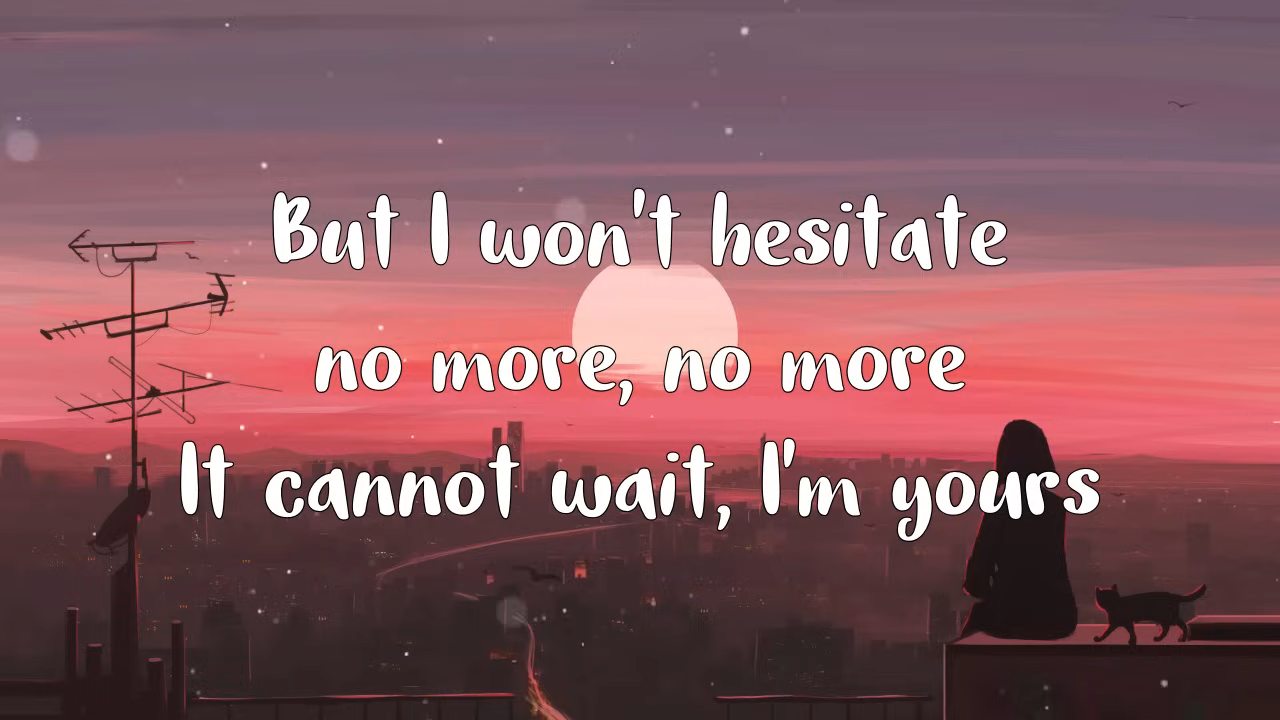 But I won't hesitate
no more, no more
It cannot wait, I'm yours